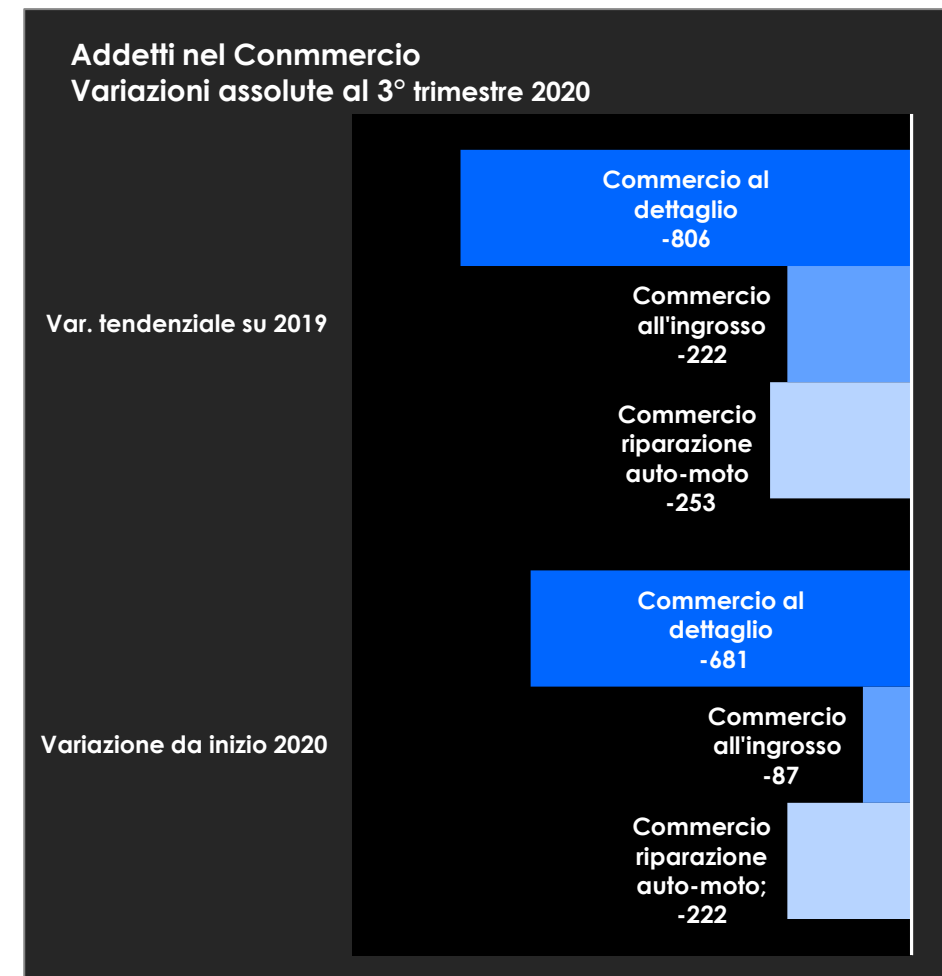 Addetti nel Conmmercio
Variazioni assolute al 3° trimestre 2020
Var. tendenziale su 2019
Commercio al
dettaglio
-806
Commercio
all'ingrosso
-222
Commercio
riparazione
auto-moto
-253
Variazione da inizio 2020
Commercio al
dettaglio
-681
Commercio
all'ingrosso
-87
Commercio
riparazione
auto-moto;
-222